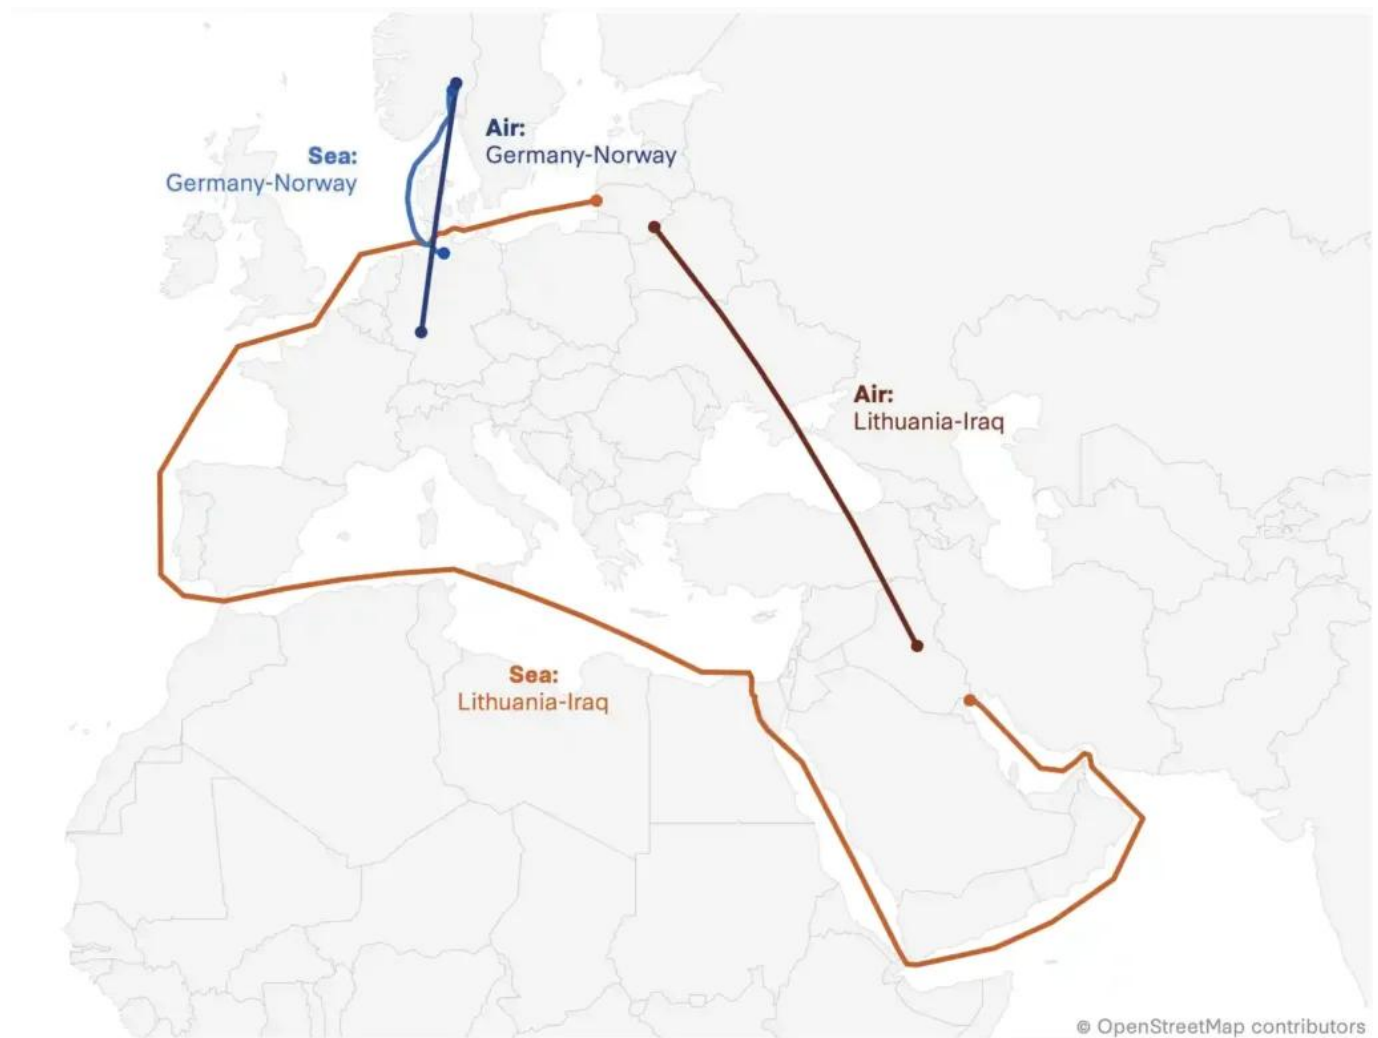 Air:
Germany-Norway
Sea:
Germany-Norway
Air:
Lithuania-Iraq
Sea:
Lithuania-Iraq
© OpenStreetMap contributors